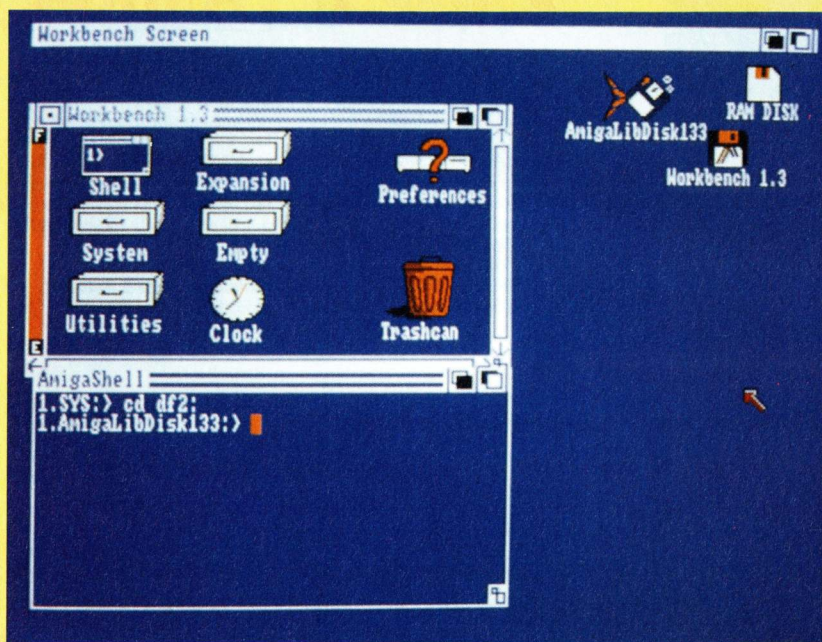 Workbench Screen
Workbench 1.3
F
1>
Shell
Expansion
Preferences
System
Empty
Utilities
Clock
Trashcan
E
AmigaLibDisk133
RAM DISK
Workbench 1.3
AmigaShell
1.SYS:> cd df2:
1.AmigaLibDisk133:>